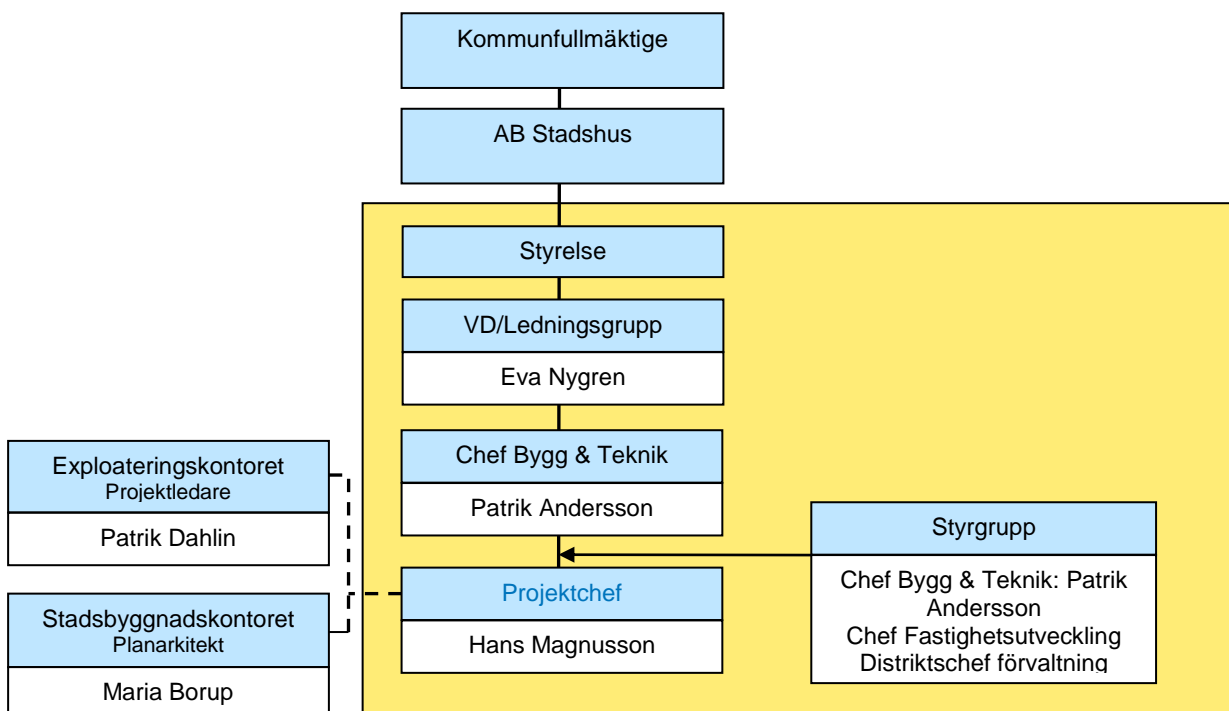 Kommunfullmäktige
AB Stadshus
Styrelse
VD/Ledningsgrupp
Eva Nygren
Chef Bygg & Teknik
Patrik Andersson
Exploateringskontoret
Projektledare
Patrik Dahlin
Stadsbyggnadskontoret
Planarkitekt
Maria Borup
Projektchef
Hans Magnusson
Styrgrupp
Chef Bygg & Teknik: Patrik
Andersson
Chef Fastighetsutveckling
Distriktschef förvaltning